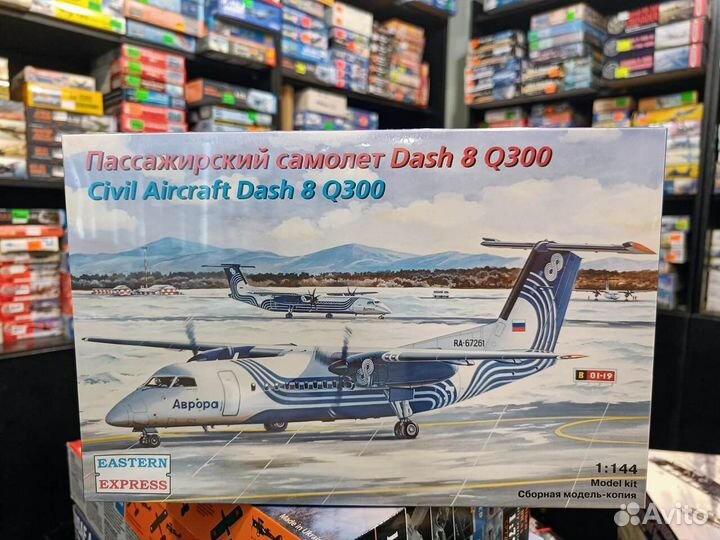 Пассажирский самолет Dash 8 Q300
Civil Aircraft Dash 8 Q300
RA-67261
Аврора
B 01-19
EASTERN
EXPRESS
1:144
Model kit
Сборная модель-копия
Made in Ukraine
Avito